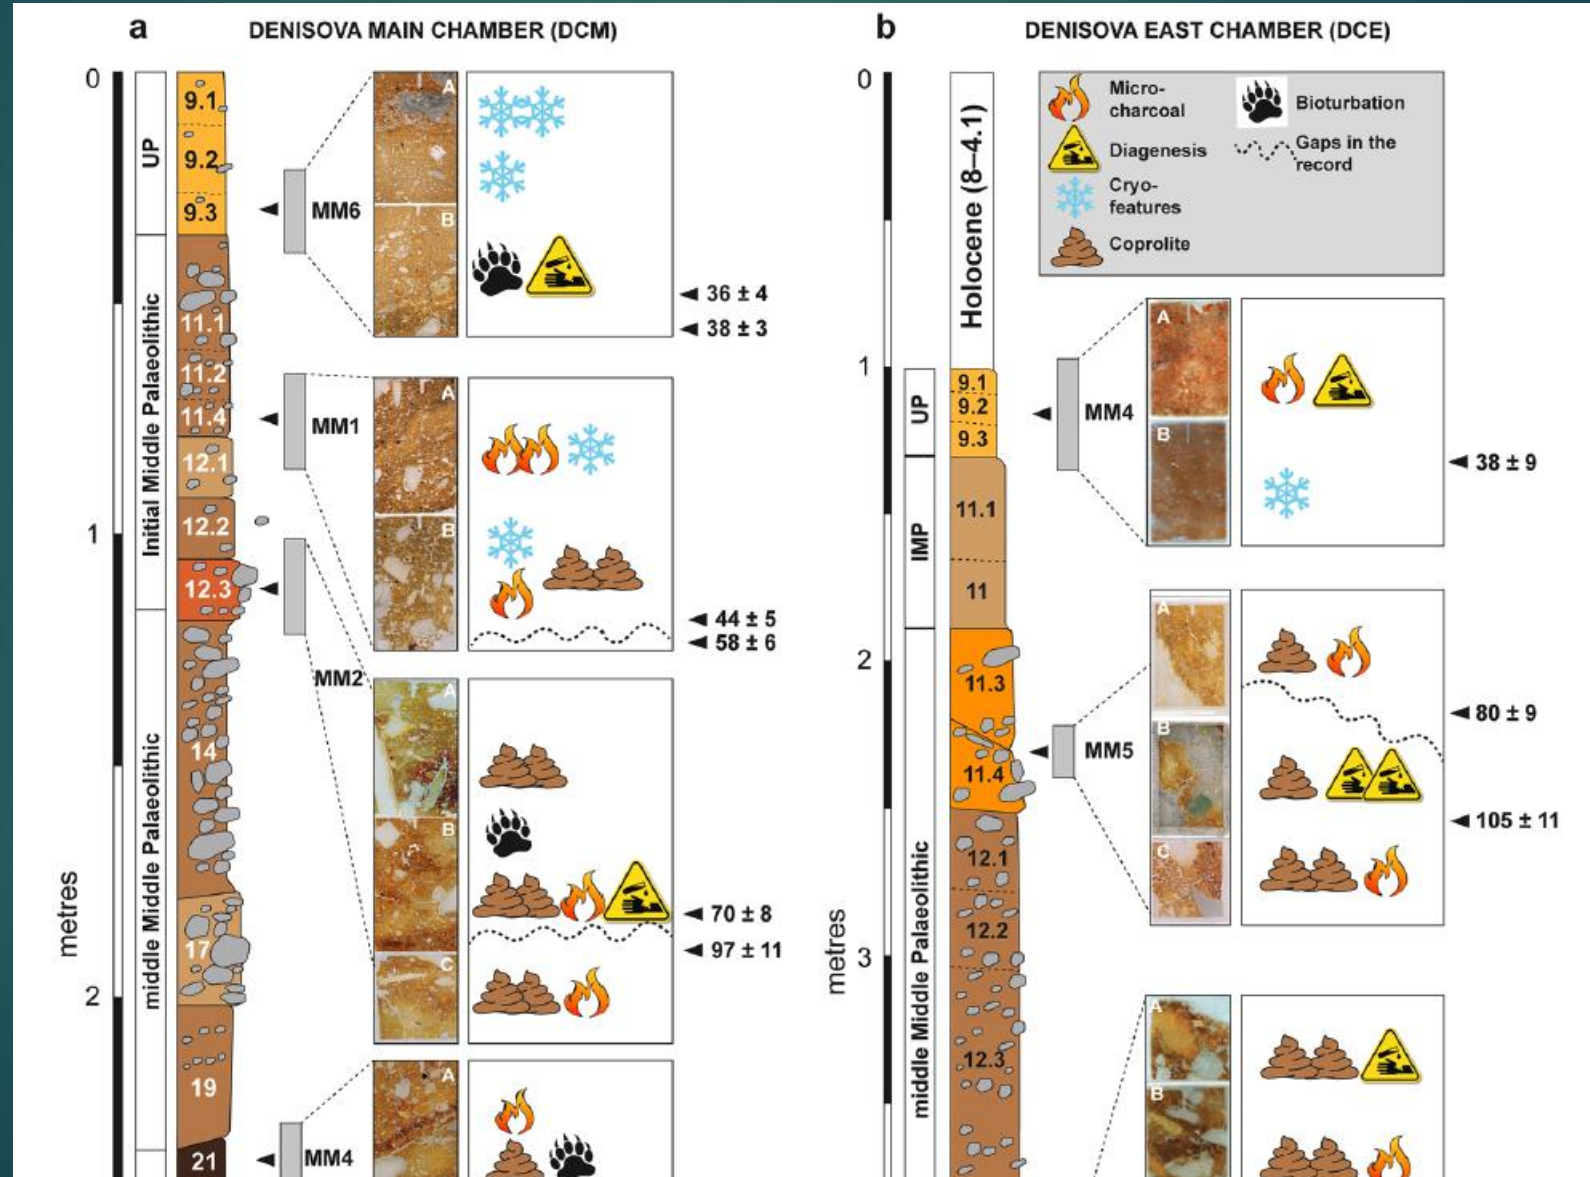 a
DENISOVA MAIN CHAMBER (DCM)
0
UP
9.1
9.2
9.3
MM6
A
B
36 ± 4
38 ± 3
Initial Middle Palaeolithic
11.1
11.2
11.4
12.1
12.2
12.3
1
MM1
A
B
44 ± 5
58 ± 6
MM2
A
B
C
70 ± 8
97 ± 11
middle Middle Palaeolithic
14
17
19
21
metres
2
MM4
A
b
DENISOVA EAST CHAMBER (DCE)
0
Holocene (8–4.1)
Micro-
charcoal
Diagenesis
Cryo-
features
Coprolite
Bioturbation
Gaps in the
record
1
UP
9.1
9.2
9.3
MM4
A
B
38 ± 9
IMP
11.1
11
2
11.3
11.4
MM5
A
B
C
80 ± 9
105 ± 11
middle Middle Palaeolithic
12.1
12.2
12.3
metres
3
A
B